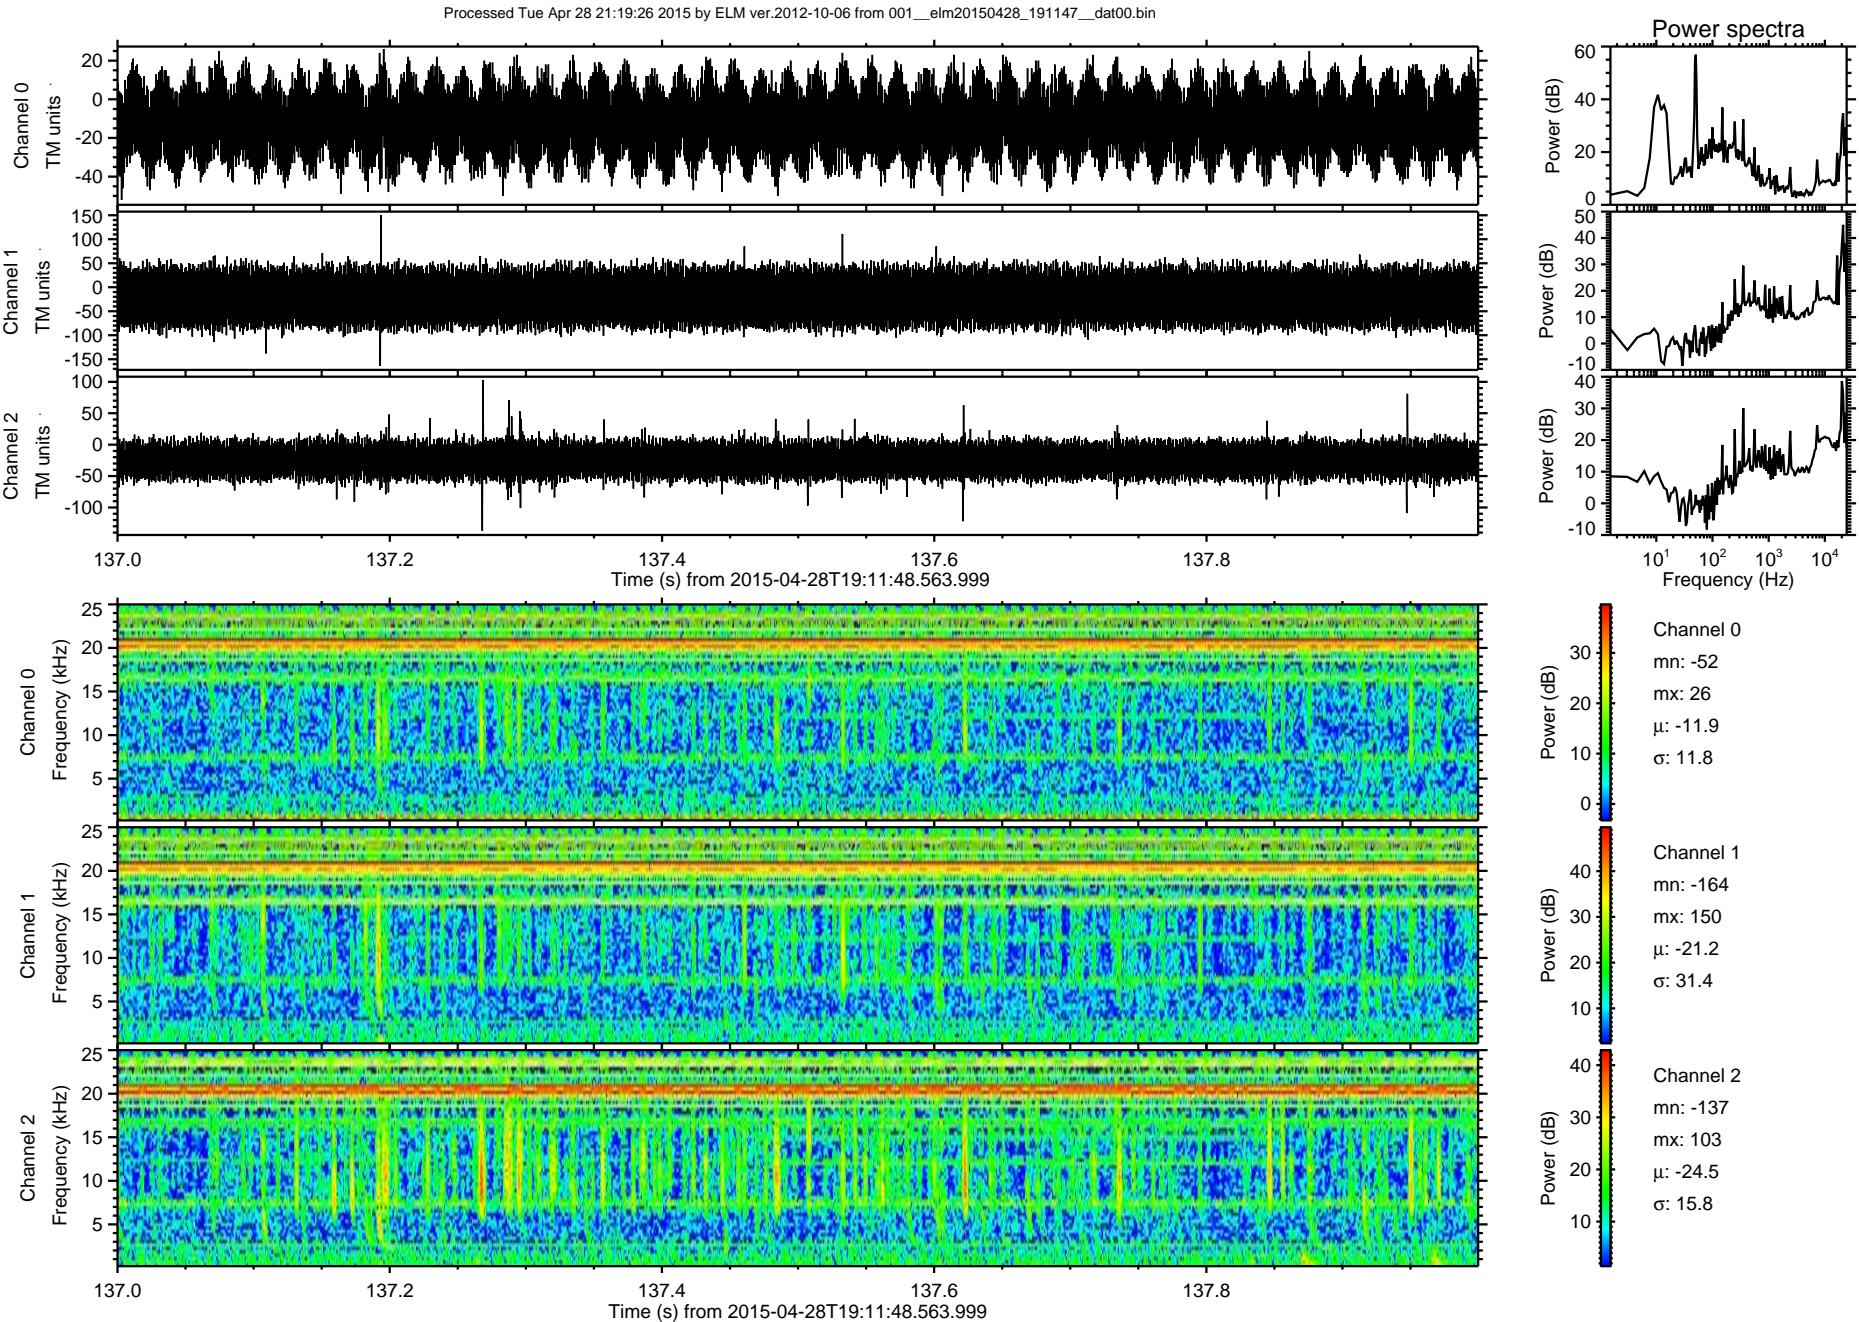 Processed Tue Apr 28 21:19:26 2015 by ELM ver.2012-10-06 from 001__elm20150428_191147__dat00.bin
Power spectra
Channel 0
TM units
20
0
-20
-40
Power (dB)
60
40
20
0
Channel 1
TM units
150
100
50
0
-50
-100
-150
Power (dB)
50
40
30
20
10
0
-10
Channel 2
TM units
100
50
0
-50
-100
Power (dB)
40
30
20
10
0
-10
137.0 137.2 137.4 137.6 137.8
Time (s) from 2015-04-28T19:11:48.563.999
10¹ 10² 10³ 10⁴
Frequency (Hz)
Channel 0
Frequency (kHz)
25
20
15
10
5
Power (dB)
30
20
10
0
Channel 0
mn: -52
mx: 26
μ: -11.9
σ: 11.8
Channel 1
Frequency (kHz)
25
20
15
10
5
Power (dB)
40
30
20
10
Channel 1
mn: -164
mx: 150
μ: -21.2
σ: 31.4
Channel 2
Frequency (kHz)
25
20
15
10
5
Power (dB)
40
30
20
10
Channel 2
mn: -137
mx: 103
μ: -24.5
σ: 15.8
137.0 137.2 137.4 137.6 137.8
Time (s) from 2015-04-28T19:11:48.563.999